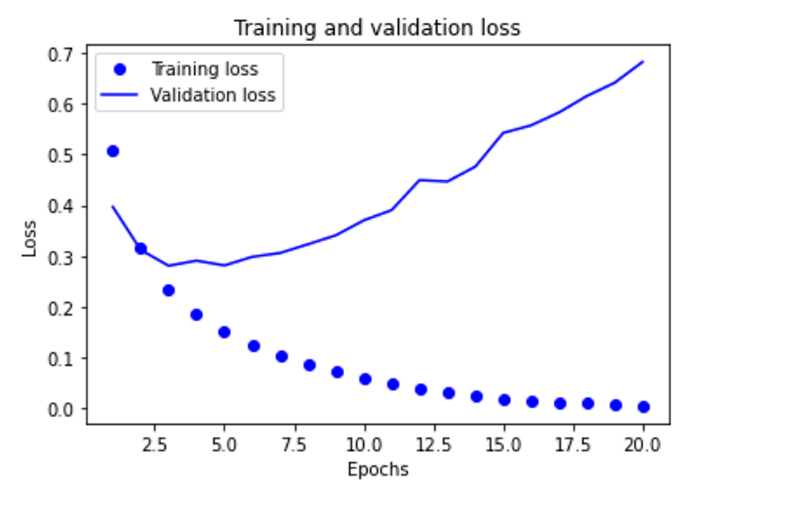 Training and validation loss
Training loss
Validation loss
Loss
0.7
0.6
0.5
0.4
0.3
0.2
0.1
0.0
2.5 5.0 7.5 10.0 12.5 15.0 17.5 20.0
Epochs